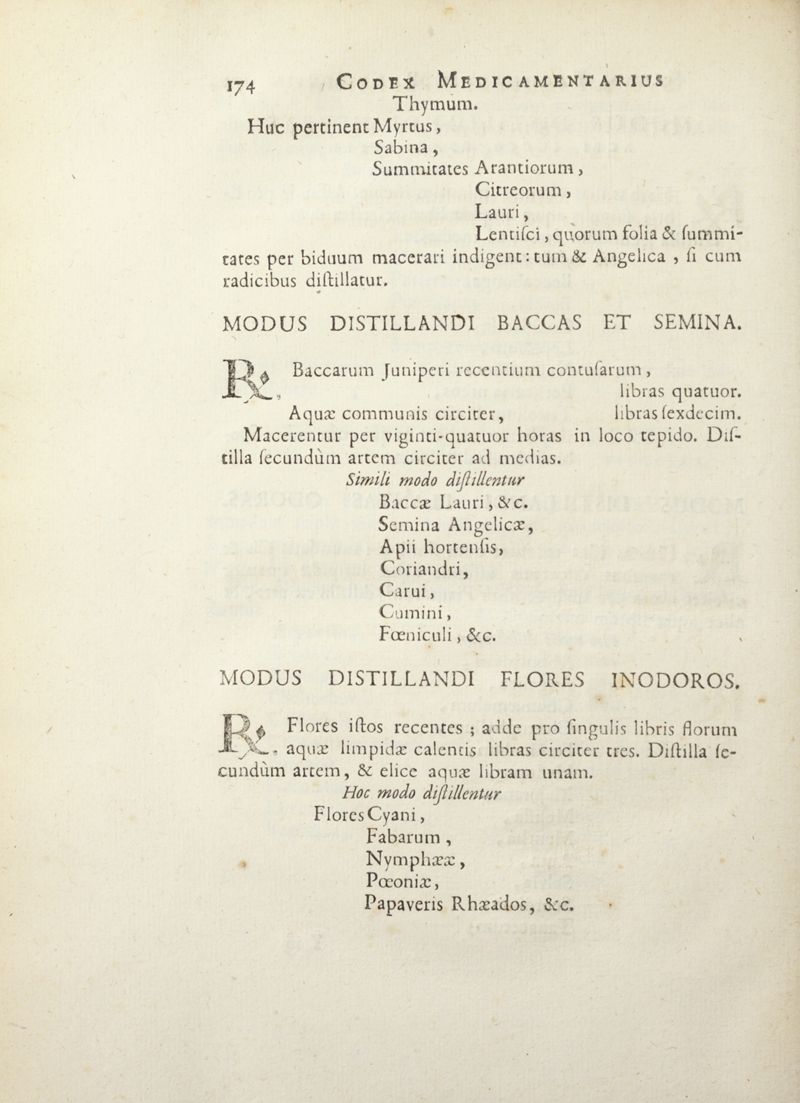 174 CODEX MEDICAMENTARIUS
Thymum.
Huc pertinent Myrtus,
Sabina,
Summitates Arantiorum,
Citreorum,
Lauri,
Lentiſci, quorum folia & ſummi-
tates per biduum macerari indigent: tum & Angelica, ſi cum
radicibus diſtillatur.
MODUS DISTILLANDI BACCAS ET SEMINA.
℞. Baccarum Juniperi recentium contuſarum,
libras quatuor.
Aquæ communis circiter, libras ſexdecim.
Macerentur per viginti-quatuor horas in loco tepido. Diſ-
tilla ſecundùm artem circiter ad medias.
Simili modo diſtillentur
Baccæ Lauri, &c.
Semina Angelicæ,
Apii hortenſis,
Coriandri,
Carui,
Cumini,
Fœniculi, &c.
MODUS DISTILLANDI FLORES INODOROS.
℞. Flores iſtos recentes; adde pro ſingulis libris florum
aquæ limpidæ calentis libras circiter tres. Diſtilla ſe-
cundùm artem, & elice aquæ libram unam.
Hoc modo diſtillentur
Flores Cyani,
Fabarum,
Nymphææ,
Pœoniæ,
Papaveris Rhæados, &c.